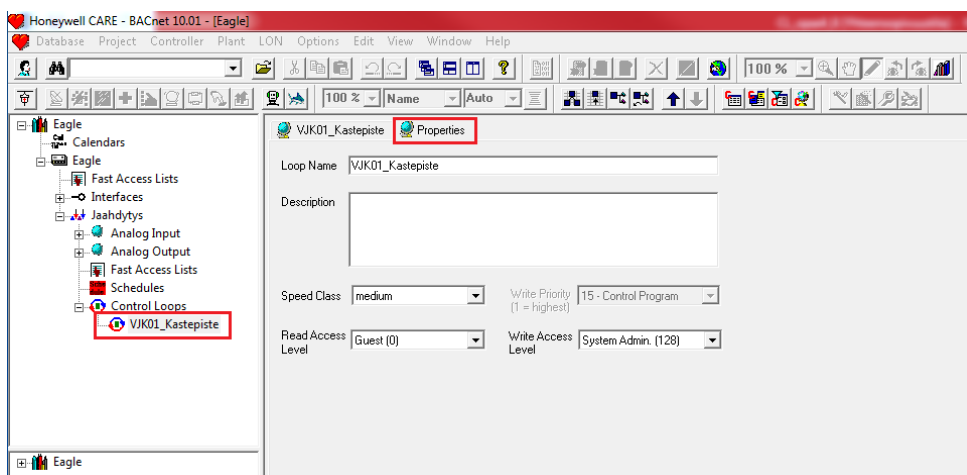 Honeywell CARE - BACnet 10.01 - [Eagle]
Database Project Controller Plant LON Options Edit View Window Help
100 %
100 % Name Auto
Eagle
Calendars
Eagle
Fast Access Lists
Interfaces
Jaahdytys
Analog Input
Analog Output
Fast Access Lists
Schedules
Control Loops
VJK01_Kastepiste
Eagle
VJK01_Kastepiste Properties
Loop Name VJK01_Kastepiste
Description
Speed Class medium Write Priority (1 = highest) 15 - Control Program
Read Access Level Guest (0) Write Access Level System Admin. (128)